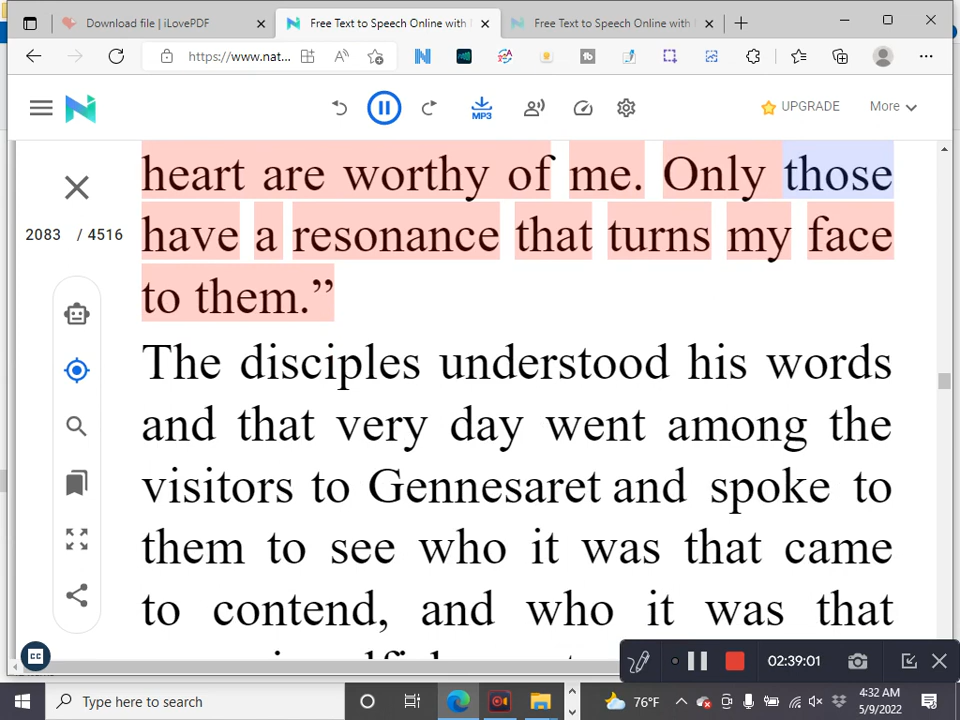 Download file | iLovePDF
Free Text to Speech Online with
Free Text to Speech Online with
https://www.nat...
UPGRADE
More
MP3
2083 / 4516
heart are worthy of me. Only those
have a resonance that turns my face
to them.”
The disciples understood his words
and that very day went among the
visitors to Gennesaret and spoke to
them to see who it was that came
to contend, and who it was that
CC
02:39:01
Type here to search
76°F
4:32 AM
5/9/2022